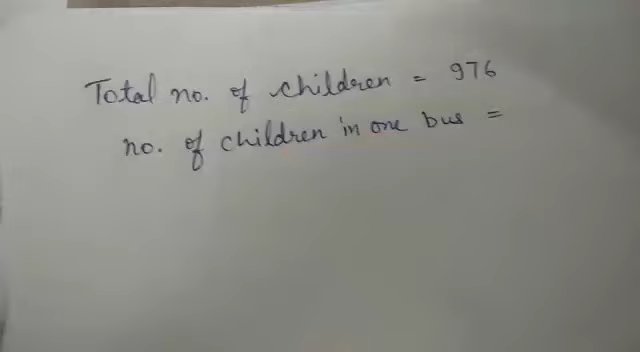 Total no. of children = 976
no. of children in one bus =